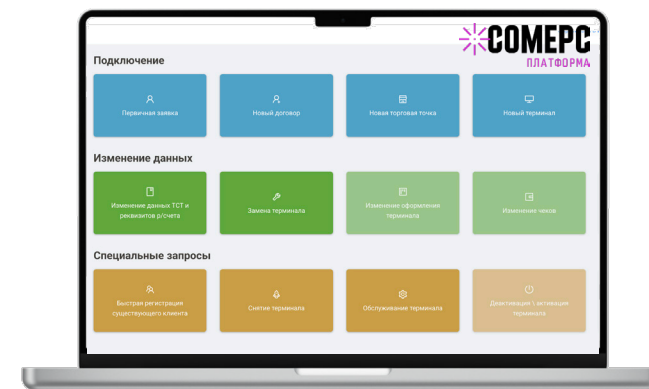 СОМЕРС
ПЛАТФОРМА
Подключение
Первичная заявка
Новый договор
Новая торговая точка
Новый терминал
Изменение данных
Изменение данных ТСТ и
реквизитов р/счета
Замена терминала
Изменение оформления
терминала
Изменение чеков
Специальные запросы
Быстрая регистрация
существующего клиента
Снятие терминала
Обслуживание терминала
Деактивация \ активация
терминала